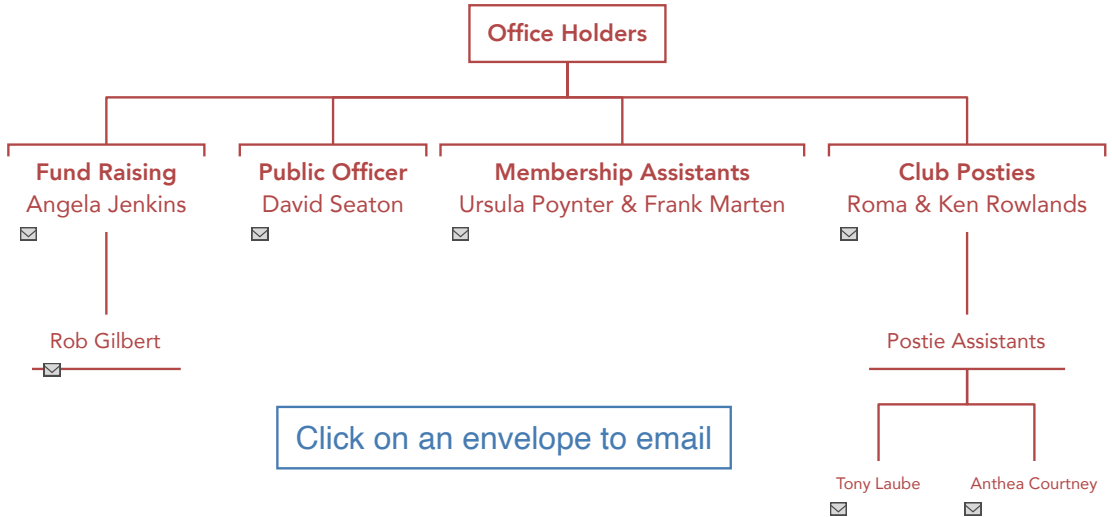 Office Holders
Fund Raising
Angela Jenkins
Public Officer
David Seaton
Membership Assistants
Ursula Poynter & Frank Marten
Club Posties
Roma & Ken Rowlands
Rob Gilbert
Postie Assistants
Click on an envelope to email
Tony Laube
Anthea Courtney